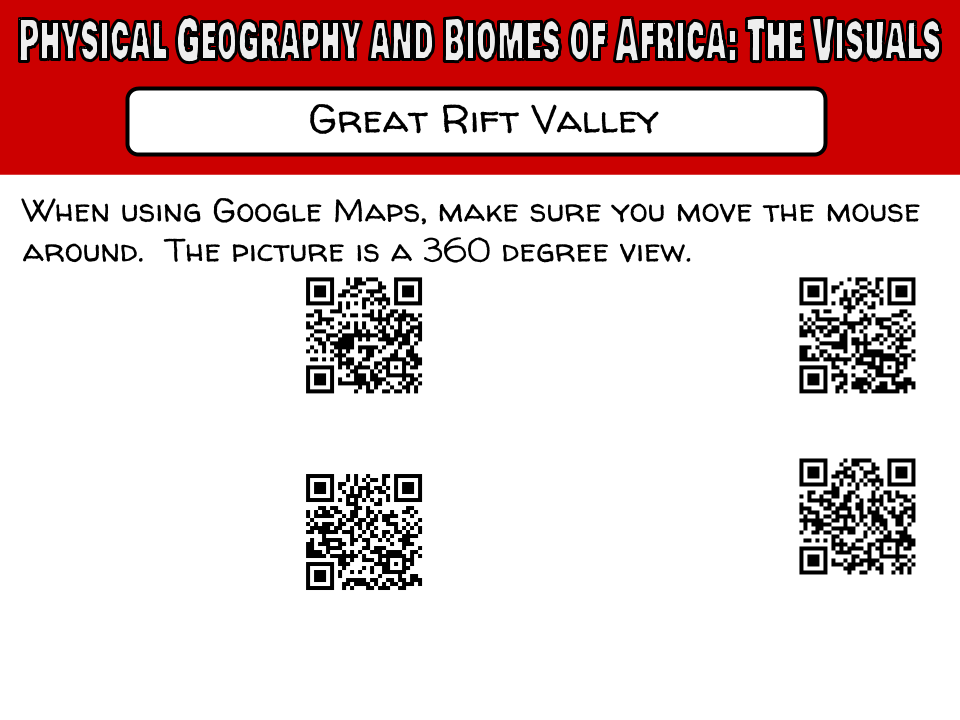 Physical Geography and Biomes of Africa: The Visuals
Great Rift Valley
When using Google Maps, make sure you move the mouse
around. The picture is a 360 degree view.